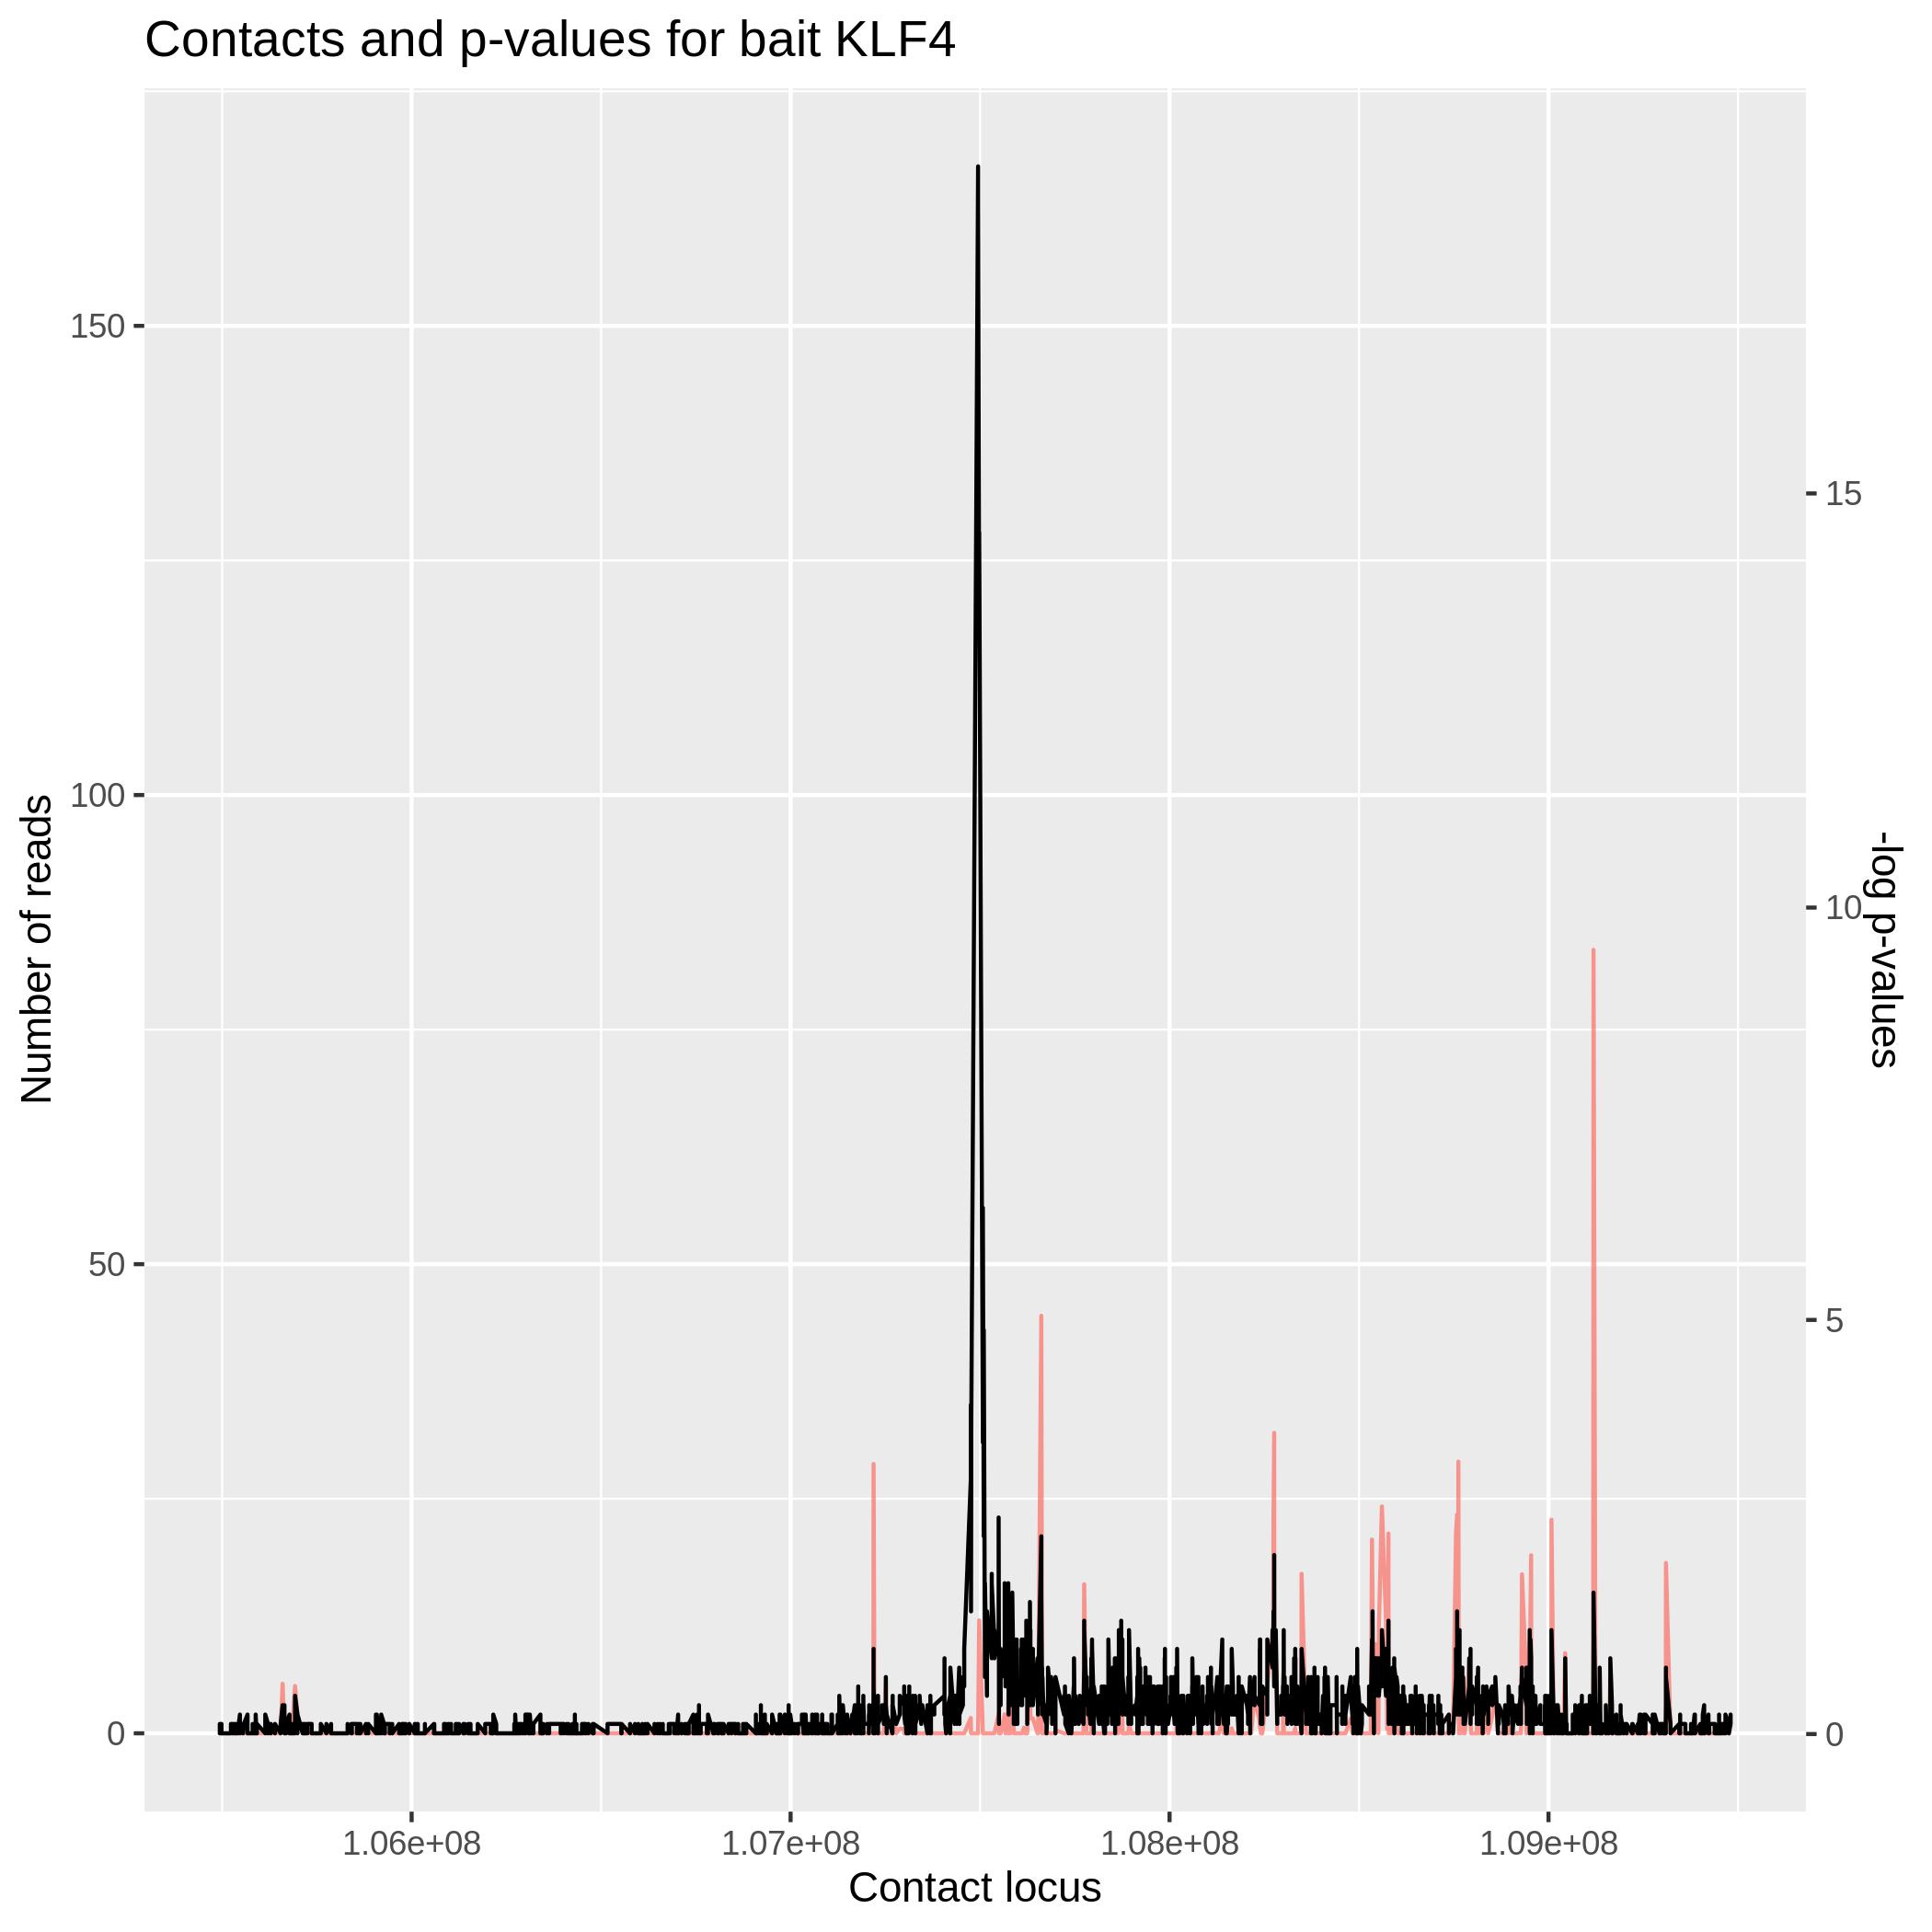 Contacts and p-values for bait KLF4
Number of reads
150
100
50
0
15
10
5
0
-log p-values
1.06e+08
1.07e+08
1.08e+08
1.09e+08
Contact locus